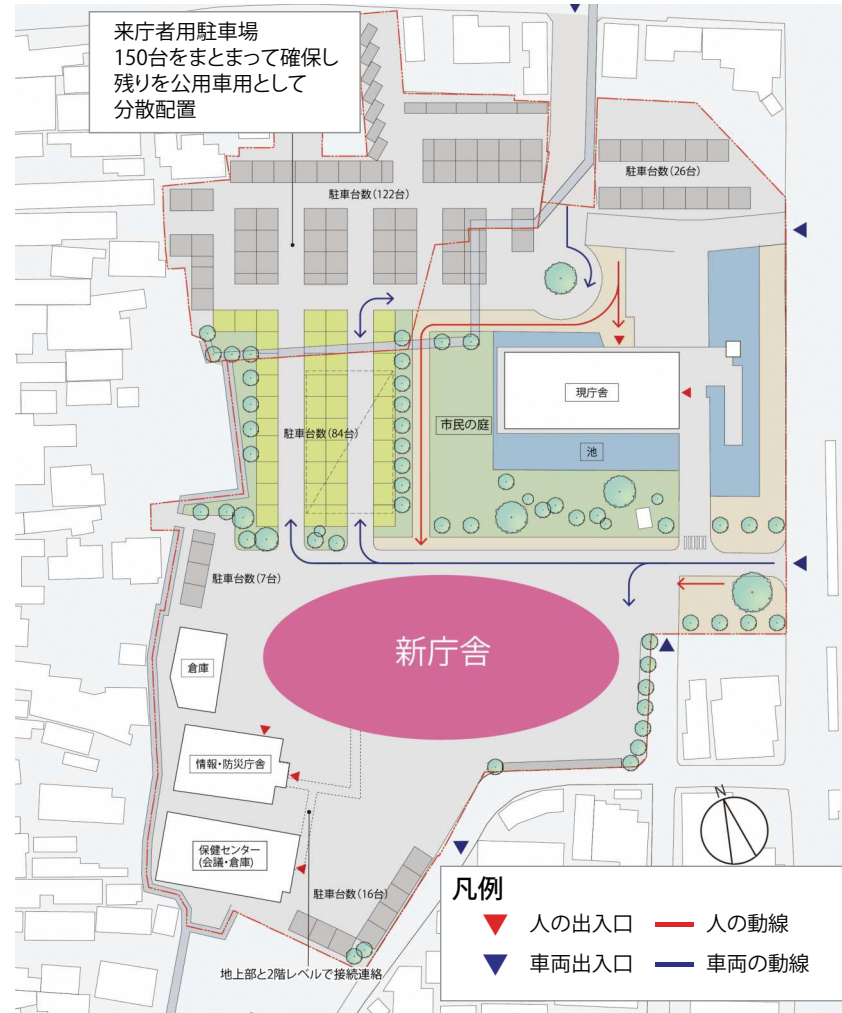 来庁者用駐車場
150台をまとまって確保し
残りを公用車用として
分散配置
駐車台数(26台)
駐車台数(122台)
現庁舎
市民の庭
駐車台数(84台)
池
駐車台数(7台)
新庁舎
倉庫
情報・防災庁舎
N
保健センター
(会議・倉庫)
駐車台数(16台)
地上部と2階レベルで接続連絡
凡例
人の出入口
人の動線
車両出入口
車両の動線